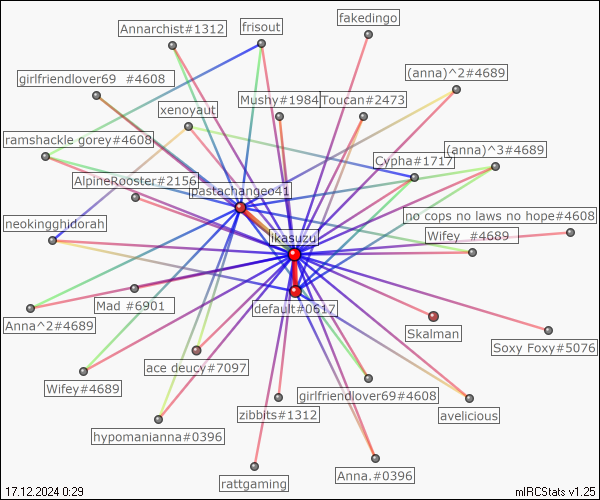 fakedingo
Annarchist#1312
frisout
girlfriendlover69 #4608
(anna)^2#4689
Mushy#1984
Toucan#2473
xenoyaut
ramshackle gorey#4608
(anna)^3#4689
Cypha#1717
AlpineRooster#2156
pastachangeo41
no cops no laws no hope#4608
neokingghidorah
ikasuzu
Wifey #4689
Mad #6901
default#0617
Anna^2#4689
Skalman
Soxy Foxy#5076
ace deucy#7097
Wifey#4689
girlfriendlover69#4608
zibbits#1312
avelicious
hypomanianna#0396
Anna.#0396
rattgaming
17.12.2024 0:29
mIRCStats v1.25